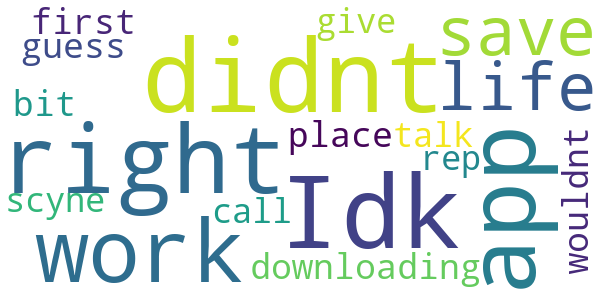 first
give
save
guess
didnt
life
bit
right
place
talk
app
rep
wouldnt
scyne
call
Idk
work
downloading